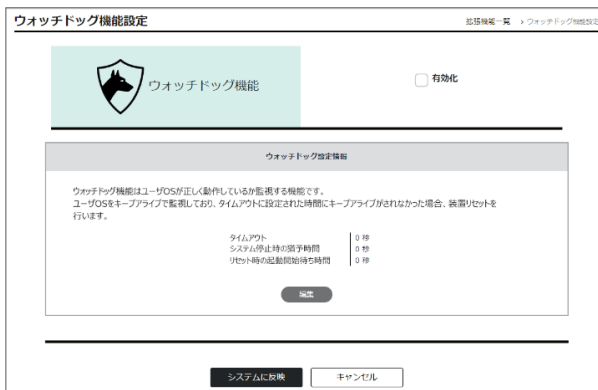 ウォッチドッグ機能設定
拡張機能一覧 > ウォッチドッグ機能設定
ウォッチドッグ機能
有効化
ウォッチドッグ設定情報
ウォッチドッグ機能はユーザOSが正しく動作しているか監視する機能です。
ユーザOSをキープアライブで監視しており、タイムアウトに設定された時間にキープアライブがされなかった場合、装置リセットを
行います。
タイムアウト 0 秒
システム停止時の猶予時間 0 秒
リセット時の起動開始待ち時間 0 秒
編集
システムに反映 キャンセル